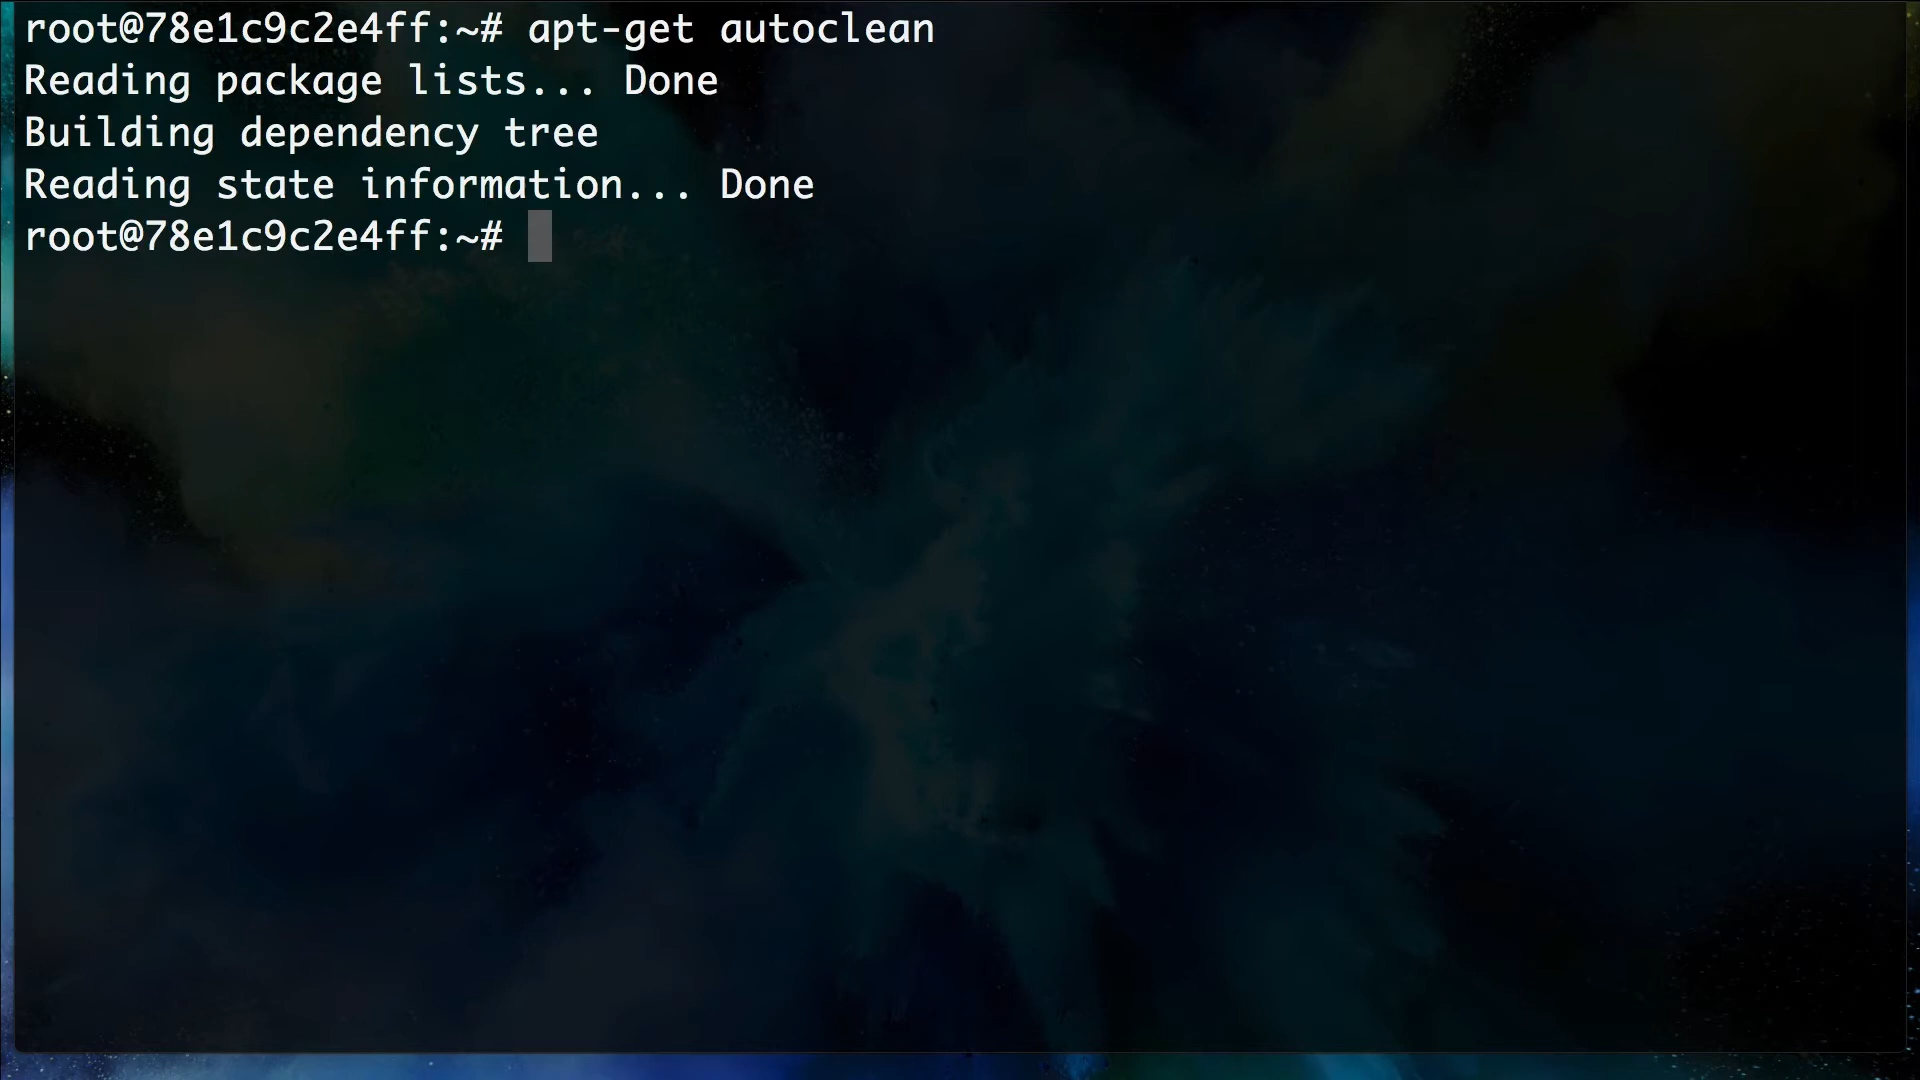 root@78e1c9c2e4ff:~# apt-get autoclean
Reading package lists... Done
Building dependency tree
Reading state information... Done
root@78e1c9c2e4ff:~#